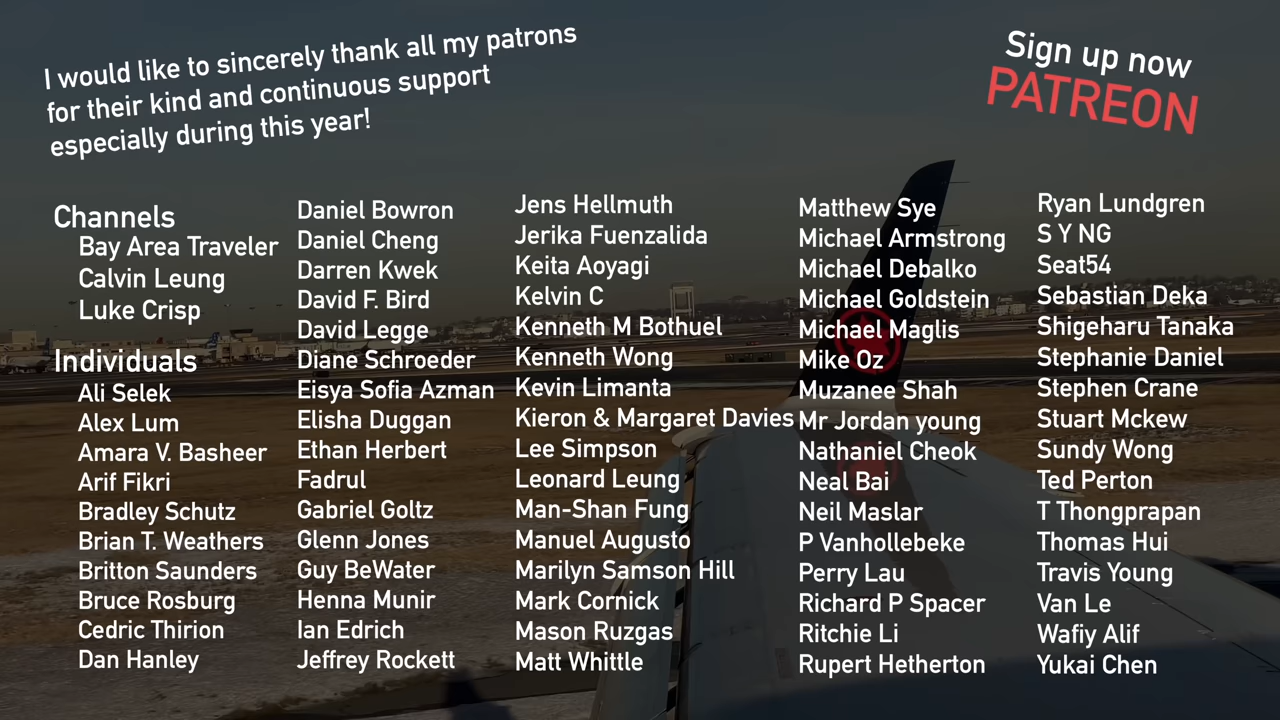 I would like to sincerely thank all my patrons
for their kind and continuous support
especially during this year!
Sign up now
PATREON
Channels
Bay Area Traveler
Calvin Leung
Luke Crisp
Individuals
Ali Selek
Alex Lum
Amara V. Basheer
Arif Fikri
Bradley Schutz
Brian T. Weathers
Britton Saunders
Bruce Rosburg
Cedric Thirion
Dan Hanley
Daniel Bowron
Daniel Cheng
Darren Kwek
David F. Bird
David Legge
Diane Schroeder
Eisya Sofia Azman
Elisha Duggan
Ethan Herbert
Fadrul
Gabriel Goltz
Glenn Jones
Guy BeWater
Henna Munir
Ian Edrich
Jeffrey Rockett
Jens Hellmuth
Jerika Fuenzalida
Keita Aoyagi
Kelvin C
Kenneth M Bothuel
Kenneth Wong
Kevin Limanta
Kieron & Margaret Davies
Lee Simpson
Leonard Leung
Man-Shan Fung
Manuel Augusto
Marilyn Samson Hill
Mark Cornick
Mason Ruzgas
Matt Whittle
Matthew Sye
Michael Armstrong
Michael Debalko
Michael Goldstein
Michael Maglis
Mike Oz
Muzanee Shah
Mr Jordan young
Nathaniel Cheok
Neal Bai
Neil Maslar
P Vanhollebeke
Perry Lau
Richard P Spacer
Ritchie Li
Rupert Hetherton
Ryan Lundgren
S Y NG
Seat54
Sebastian Deka
Shigeharu Tanaka
Stephanie Daniel
Stephen Crane
Stuart Mckew
Sundy Wong
Ted Perton
T Thongprapan
Thomas Hui
Travis Young
Van Le
Wafiy Alif
Yukai Chen